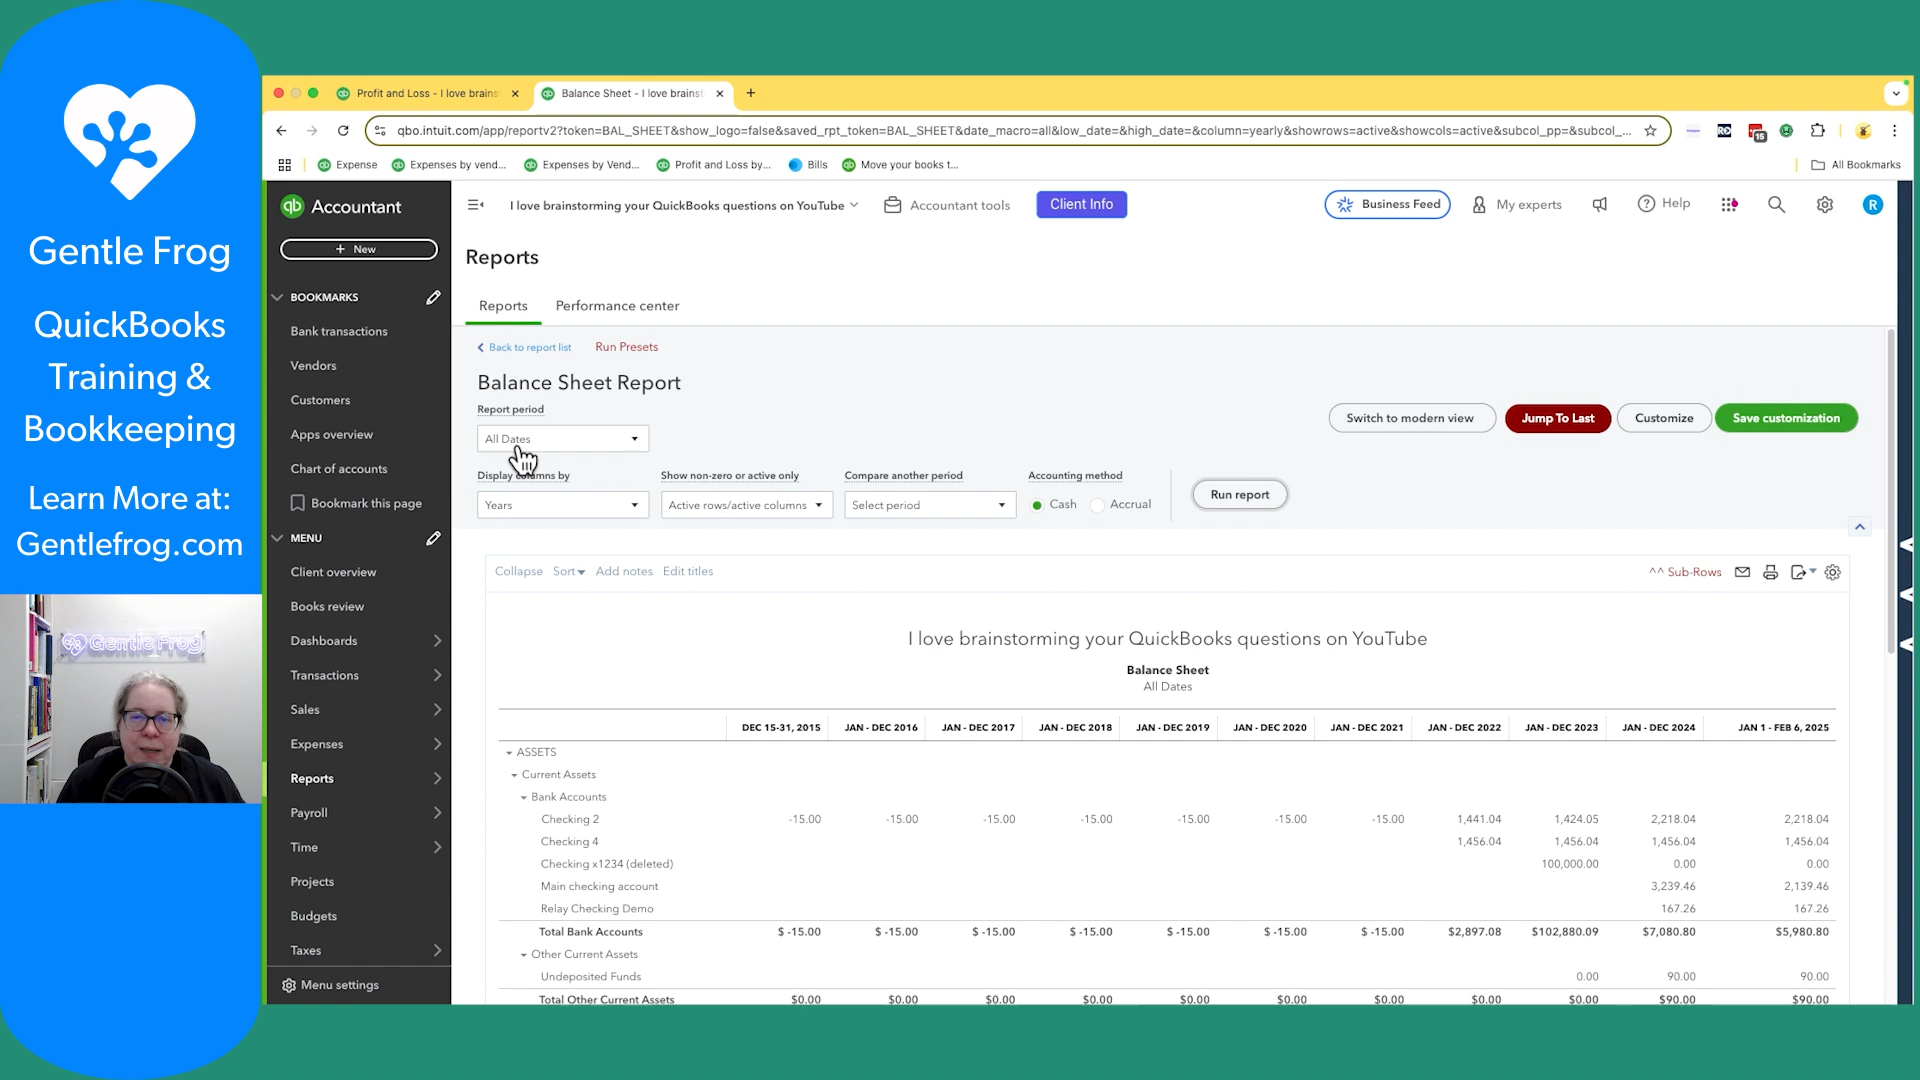 Gentle Frog
QuickBooks
Training &
Bookkeeping
Learn More at:
Gentlefrog.com
Gentle Frog
Profit and Loss - I love brains
Balance Sheet - I love brainst
qbo.intuit.com/app/reportv2?token=BAL_SHEET&show_logo=false&saved_rpt_token=BAL_SHEET&date_macro=all&low_date=&high_date=&column=yearly&showrows=active&showcols=active&subcol_pp=&subcol_...
15
Expense
Expenses by vend...
Expenses by Vend...
Profit and Loss by...
Bills
Move your books t...
All Bookmarks
qb Accountant
+ New
BOOKMARKS
Bank transactions
Vendors
Customers
Apps overview
Chart of accounts
Bookmark this page
MENU
Client overview
Books review
Dashboards
Transactions
Sales
Expenses
Reports
Payroll
Time
Projects
Budgets
Taxes
Menu settings
I love brainstorming your QuickBooks questions on YouTube
Accountant tools
Client Info
Business Feed
My experts
Help
R
Reports
Reports Performance center
Back to report list Run Presets
Balance Sheet Report
Report period
All Dates
Switch to modern view
Jump To Last
Customize
Save customization
Display columns by
Years
Show non-zero or active only
Active rows/active columns
Compare another period
Select period
Accounting method
Cash Accrual
Run report
Collapse Sort Add notes Edit titles
^^ Sub-Rows
I love brainstorming your QuickBooks questions on YouTube
Balance Sheet
All Dates
DEC 15-31, 2015 JAN - DEC 2016 JAN - DEC 2017 JAN - DEC 2018 JAN - DEC 2019 JAN - DEC 2020 JAN - DEC 2021 JAN - DEC 2022 JAN - DEC 2023 JAN - DEC 2024 JAN 1 - FEB 6, 2025
ASSETS
Current Assets
Bank Accounts
Checking 2 -15.00 -15.00 -15.00 -15.00 -15.00 -15.00 -15.00 1,441.04 1,424.05 2,218.04 2,218.04
Checking 4 1,456.04 1,456.04 1,456.04 1,456.04
Checking x1234 (deleted) 100,000.00 0.00 0.00
Main checking account 3,239.46 2,139.46
Relay Checking Demo 167.26 167.26
Total Bank Accounts $ -15.00 $ -15.00 $ -15.00 $ -15.00 $ -15.00 $ -15.00 $ -15.00 $2,897.08 $102,880.09 $7,080.80 $5,980.80
Other Current Assets
Undeposited Funds 0.00 90.00 90.00
Total Other Current Assets $0.00 $0.00 $0.00 $0.00 $0.00 $0.00 $0.00 $0.00 $0.00 $90.00 $90.00